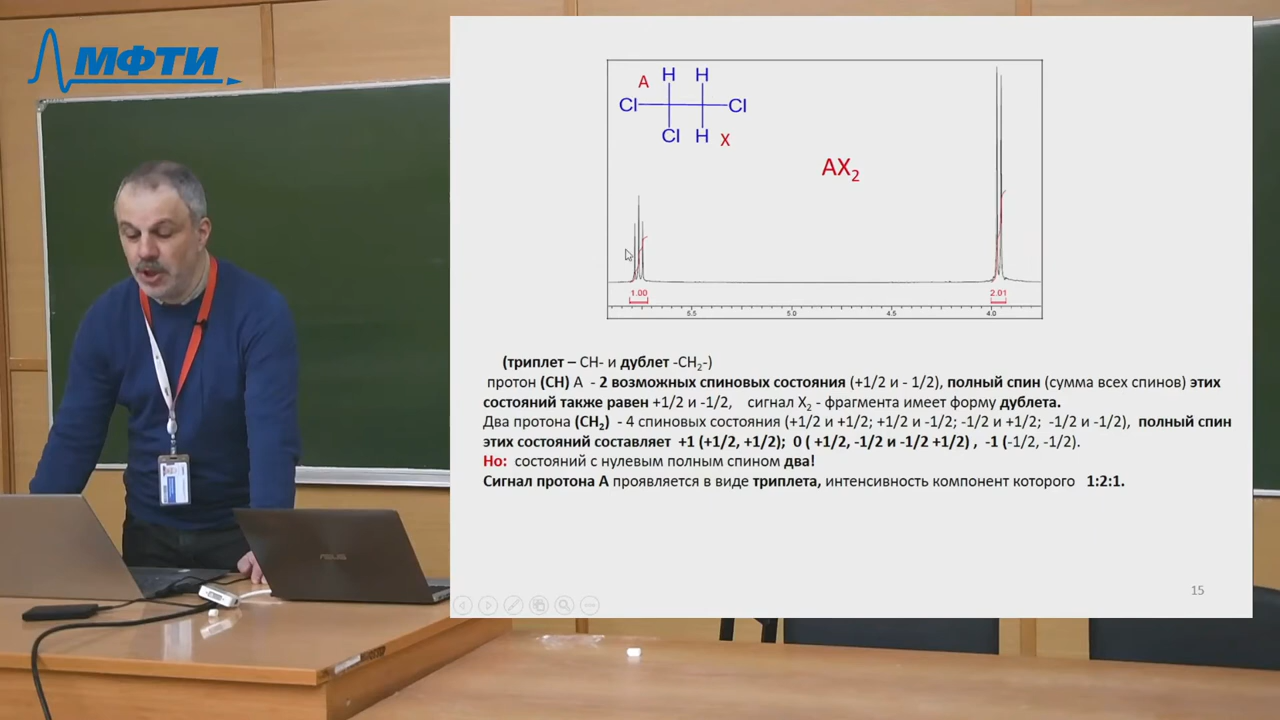 МФТИ
A
H H
Cl Cl
Cl H X
AX2
1.00
2.01
5.5 5.0 4.5 4.0
(триплет – CH- и дублет -CH2-)
протон (CH) A - 2 возможных спиновых состояния (+1/2 и - 1/2), полный спин (сумма всех спинов) этих
состояний также равен +1/2 и -1/2, сигнал X2 - фрагмента имеет форму дублета.
Два протона (CH2) - 4 спиновых состояния (+1/2 и +1/2; +1/2 и -1/2; -1/2 и +1/2; -1/2 и -1/2), полный спин
этих состояний составляет +1 (+1/2, +1/2); 0 ( +1/2, -1/2 и -1/2 +1/2) , -1 (-1/2, -1/2).
Но: состояний с нулевым полным спином два!
Сигнал протона А проявляется в виде триплета, интенсивность компонент которого 1:2:1.
15
ASUS